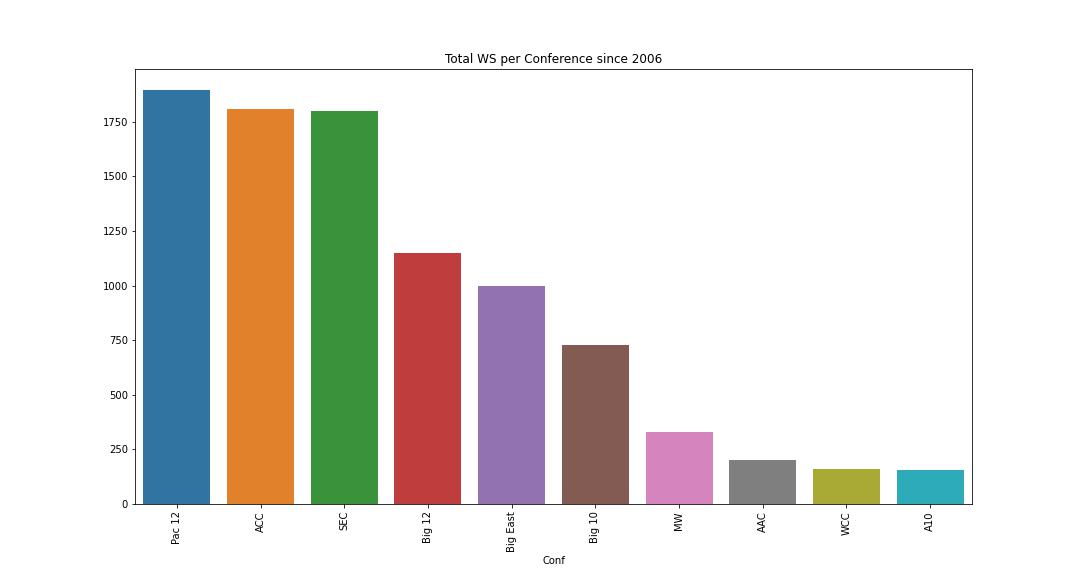 Total WS per Conference since 2006
1750
1500
1250
1000
750
500
250
0
Pac 12
ACC
SEC
Big 12
Big East
Big 10
MW
AAC
WCC
A10
Conf